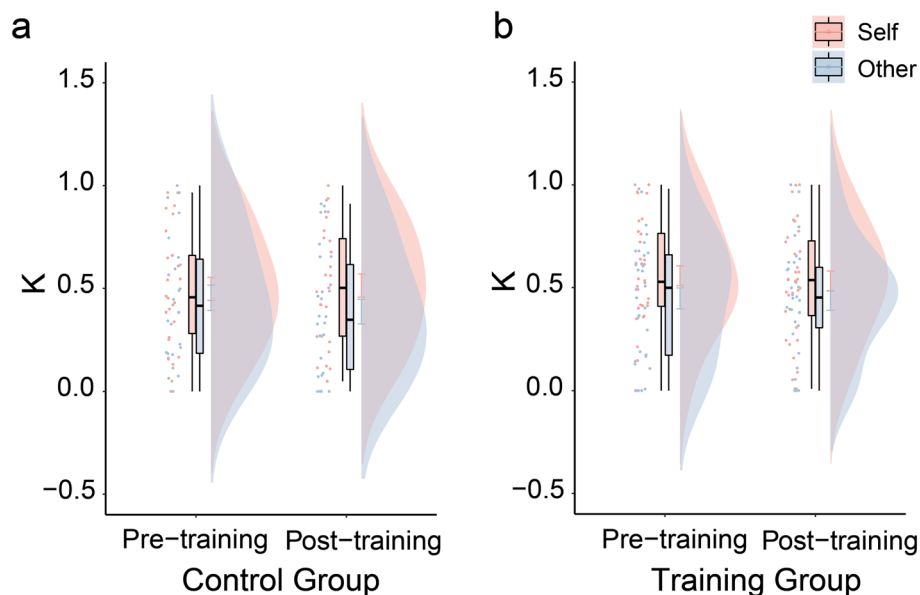 a
b
Self
Other
1.5
1.0
0.5
0.0
−0.5
K
Pre−training
Post−training
Control Group
1.5
1.0
0.5
0.0
−0.5
K
Pre−training
Post−training
Training Group